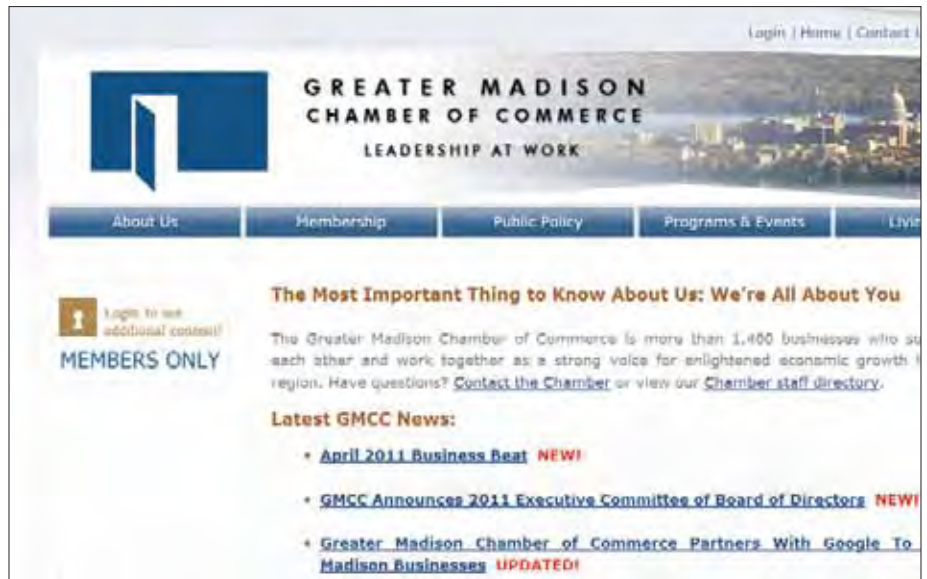 Login | Home | Contact
GREATER MADISON
CHAMBER OF COMMERCE
LEADERSHIP AT WORK
About Us Membership Public Policy Programs & Events
The Most Important Thing to Know About Us: We're All About You
Login to see
additional content!
MEMBERS ONLY
The Greater Madison Chamber of Commerce is more than 1,400 businesses who
each other and work together as a strong voice for enlightened economic growth
region. Have questions? Contact the Chamber or view our Chamber staff directory.
Latest GMCC News:
• April 2011 Business Beat NEW!
• GMCC Announces 2011 Executive Committee of Board of Directors NEW!
• Greater Madison Chamber of Commerce Partners With Google To
Madison Businesses UPDATED!